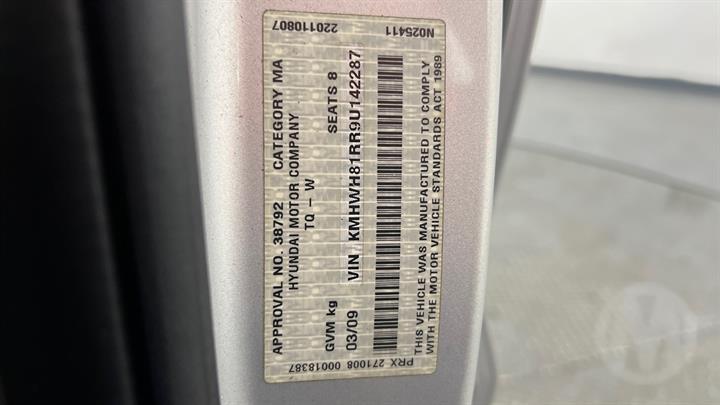 220110807 N025411
APPROVAL NO. 38792 CATEGORY MA
HYUNDAI MOTOR COMPANY
TQ - W
GVM kg SEATS 8
03/09 VIN KMHWH81RR9U142287
THIS VEHICLE WAS MANUFACTURED TO COMPLY
WITH THE MOTOR VEHICLE STANDARDS ACT 1989
PRX 271008 00018387